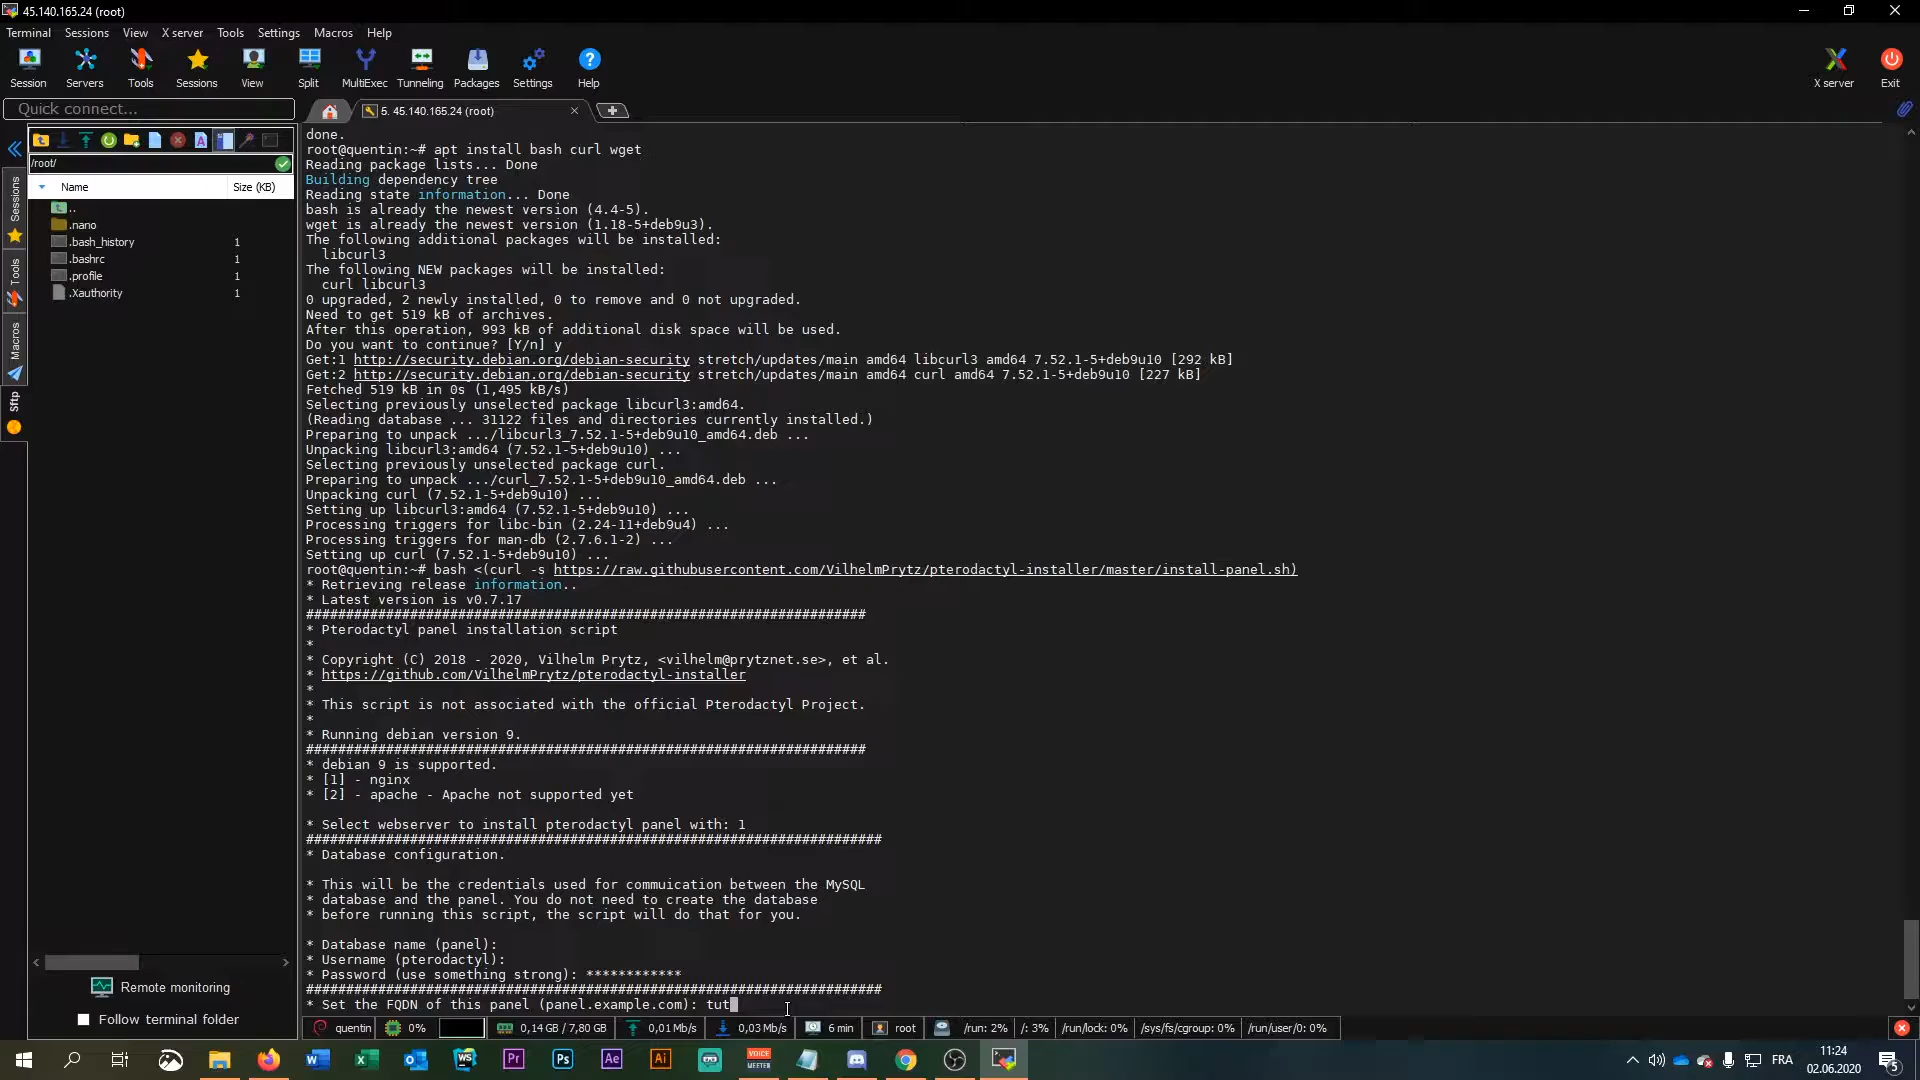 45.140.165.24 (root)
Terminal Sessions View X server Tools Settings Macros Help
Session Servers Tools Sessions View Split MultiExec Tunneling Packages Settings Help X server Exit
Quick connect...
5. 45.140.165.24 (root)
/root/
Name Size (KB)
..
.nano
.bash_history 1
.bashrc 1
.profile 1
.Xauthority 1
Sessions
Tools
Macros
Sftp
Remote monitoring
Follow terminal folder
done.
root@quentin:~# apt install bash curl wget
Reading package lists... Done
Building dependency tree
Reading state information... Done
bash is already the newest version (4.4-5).
wget is already the newest version (1.18-5+deb9u3).
The following additional packages will be installed:
libcurl3
The following NEW packages will be installed:
curl libcurl3
0 upgraded, 2 newly installed, 0 to remove and 0 not upgraded.
Need to get 519 kB of archives.
After this operation, 993 kB of additional disk space will be used.
Do you want to continue? [Y/n] y
Get:1 http://security.debian.org/debian-security stretch/updates/main amd64 libcurl3 amd64 7.52.1-5+deb9u10 [292 kB]
Get:2 http://security.debian.org/debian-security stretch/updates/main amd64 curl amd64 7.52.1-5+deb9u10 [227 kB]
Fetched 519 kB in 0s (1,495 kB/s)
Selecting previously unselected package libcurl3:amd64.
(Reading database ... 31122 files and directories currently installed.)
Preparing to unpack .../libcurl3_7.52.1-5+deb9u10_amd64.deb ...
Unpacking libcurl3:amd64 (7.52.1-5+deb9u10) ...
Selecting previously unselected package curl.
Preparing to unpack .../curl_7.52.1-5+deb9u10_amd64.deb ...
Unpacking curl (7.52.1-5+deb9u10) ...
Setting up libcurl3:amd64 (7.52.1-5+deb9u10) ...
Processing triggers for libc-bin (2.24-11+deb9u4) ...
Processing triggers for man-db (2.7.6.1-2) ...
Setting up curl (7.52.1-5+deb9u10) ...
root@quentin:~# bash <(curl -s https://raw.githubusercontent.com/VilhelmPrytz/pterodactyl-installer/master/install-panel.sh)
* Retrieving release information..
* Latest version is v0.7.17
######################################################################
* Pterodactyl panel installation script
*
* Copyright (C) 2018 - 2020, Vilhelm Prytz, <vilhelm@prytznet.se>, et al.
* https://github.com/VilhelmPrytz/pterodactyl-installer
*
* This script is not associated with the official Pterodactyl Project.
*
* Running debian version 9.
######################################################################
* debian 9 is supported.
* [1] - nginx
* [2] - apache - Apache not supported yet
* Select webserver to install pterodactyl panel with: 1
########################################################################
* Database configuration.
* This will be the credentials used for commuication between the MySQL
* database and the panel. You do not need to create the database
* before running this script, the script will do that for you.
* Database name (panel):
* Username (pterodactyl):
* Password (use something strong): ************
########################################################################
* Set the FQDN of this panel (panel.example.com): tut
quentin 0% 0,14 GB / 7,80 GB 0,01 Mb/s 0,03 Mb/s 6 min root /run: 2% /: 3% /run/lock: 0% /sys/fs/cgroup: 0% /run/user/0: 0%
WS Pr Ps Ae Ai VOICE MEETER FRA 11:24
02.06.2020 5